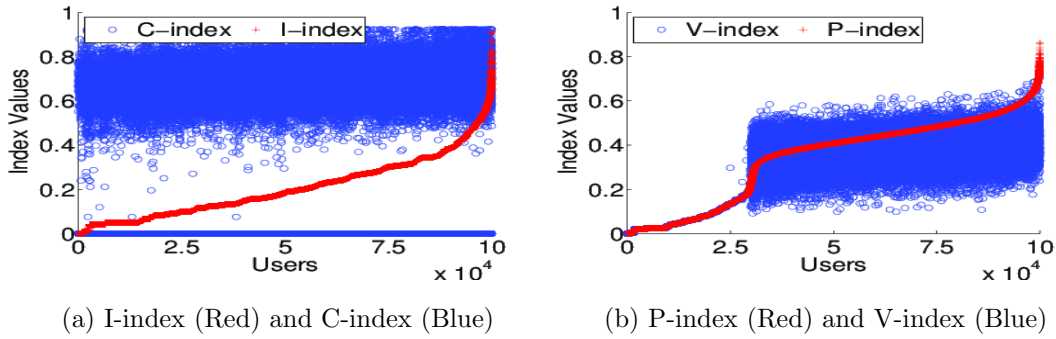 C-index I-index
Index Values
1
0.8
0.6
0.4
0.2
0
0 2.5 5 7.5 10
Users
x 10^4
(a) I-index (Red) and C-index (Blue)
V-index P-index
Index Values
1
0.8
0.6
0.4
0.2
0
0 2.5 5 7.5 10
Users
x 10^4
(b) P-index (Red) and V-index (Blue)